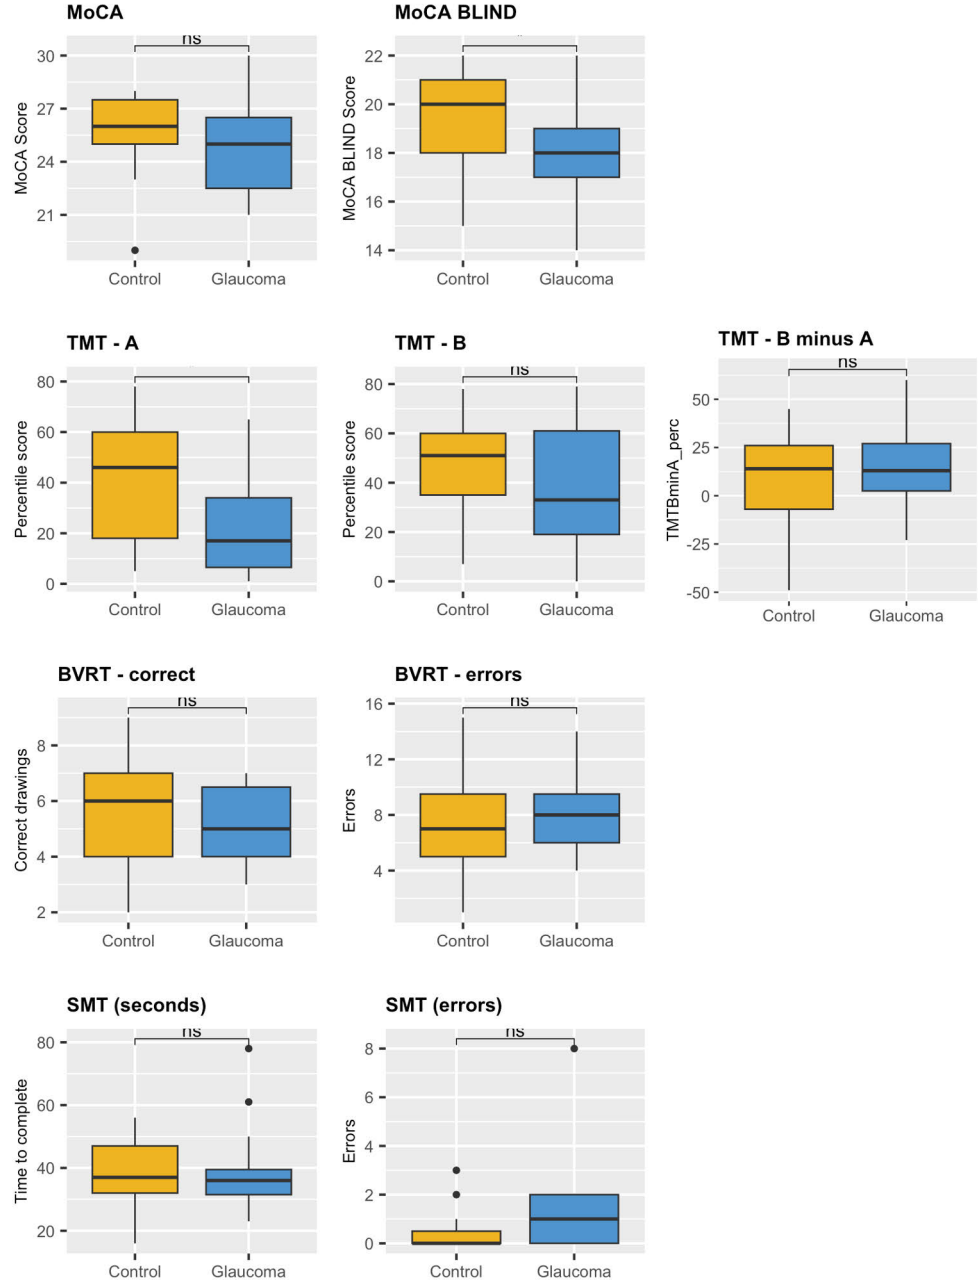 MoCA
ns
30
27
24
21
MoCA Score
Control Glaucoma
MoCA BLIND
*
22
20
18
16
14
MoCA BLIND Score
Control Glaucoma
TMT - A
*
80
60
40
20
0
Percentile score
Control Glaucoma
TMT - B
ns
80
60
40
20
0
Percentile score
Control Glaucoma
TMT - B minus A
ns
50
25
0
-25
-50
TMTBminA_perc
Control Glaucoma
BVRT - correct
ns
8
6
4
2
Correct drawings
Control Glaucoma
BVRT - errors
ns
16
12
8
4
Errors
Control Glaucoma
SMT (seconds)
ns
80
60
40
20
Time to complete
Control Glaucoma
SMT (errors)
ns
8
6
4
2
0
Errors
Control Glaucoma